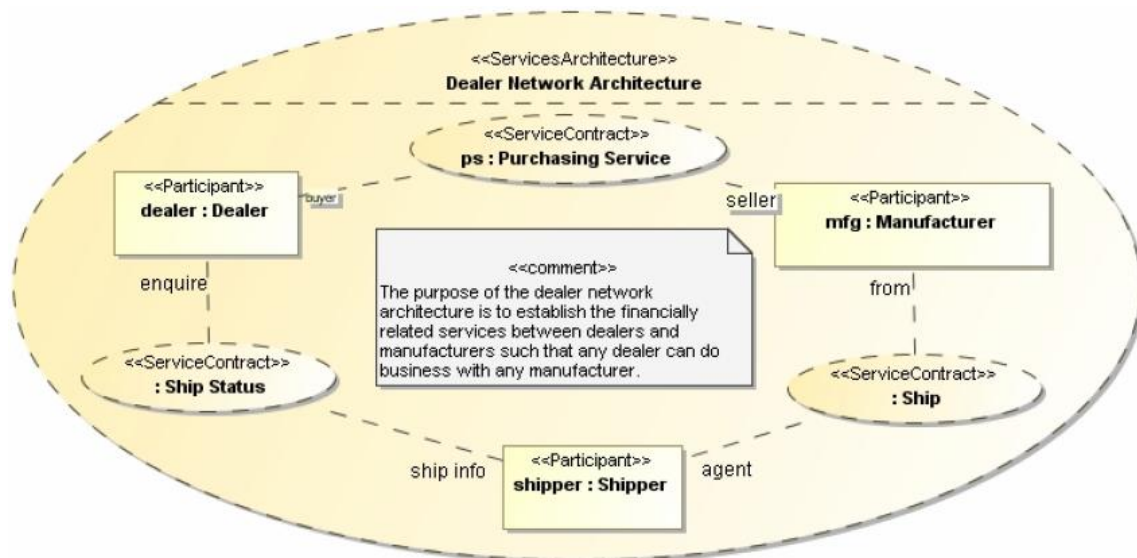 <<ServicesArchitecture>>
Dealer Network Architecture
<<ServiceContract>>
ps : Purchasing Service
<<Participant>>
dealer : Dealer
buyer
seller
<<Participant>>
mfg : Manufacturer
<<comment>>
The purpose of the dealer network
architecture is to establish the financially
related services between dealers and
manufacturers such that any dealer can do
business with any manufacturer.
enquire
from
<<ServiceContract>>
: Ship Status
<<ServiceContract>>
: Ship
ship info
<<Participant>>
shipper : Shipper
agent